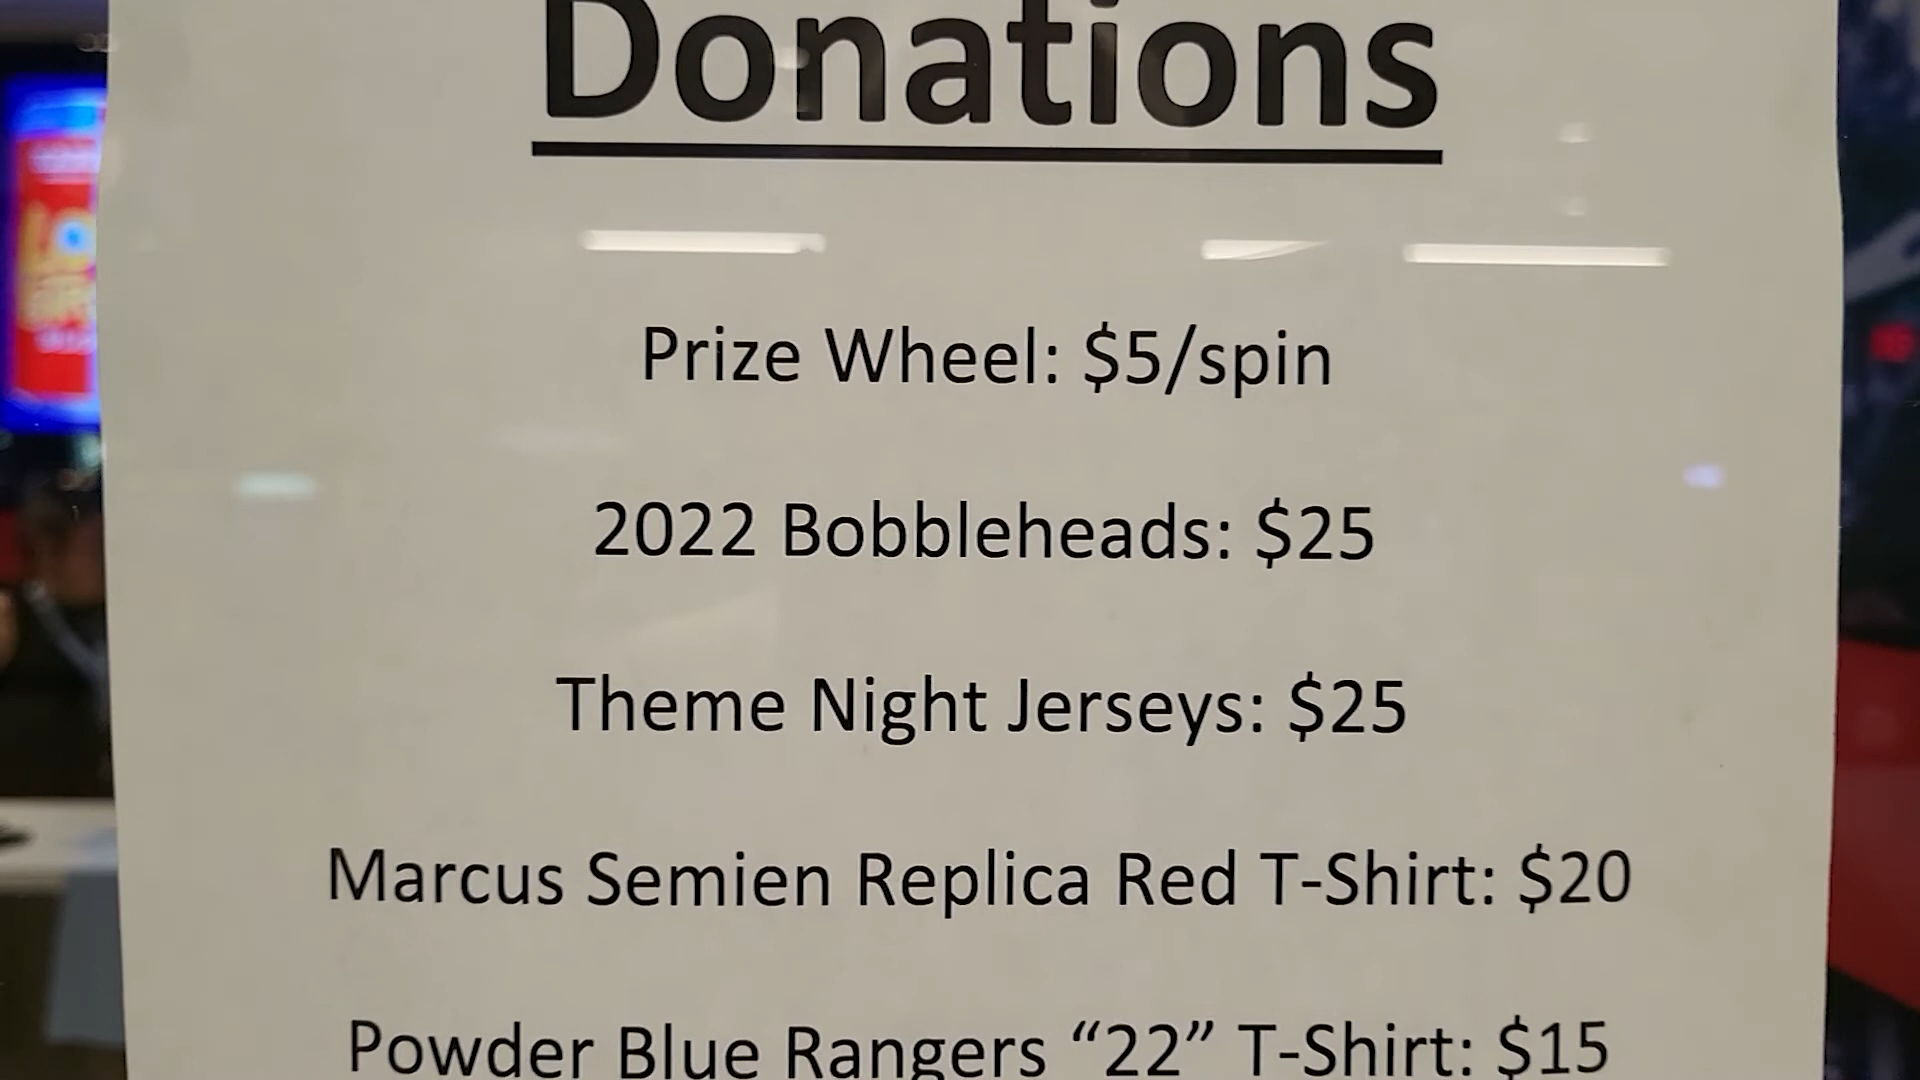 Donations
Prize Wheel: $5/spin
2022 Bobbleheads: $25
Theme Night Jerseys: $25
Marcus Semien Replica Red T-Shirt: $20
Powder Blue Rangers “22” T-Shirt: $15